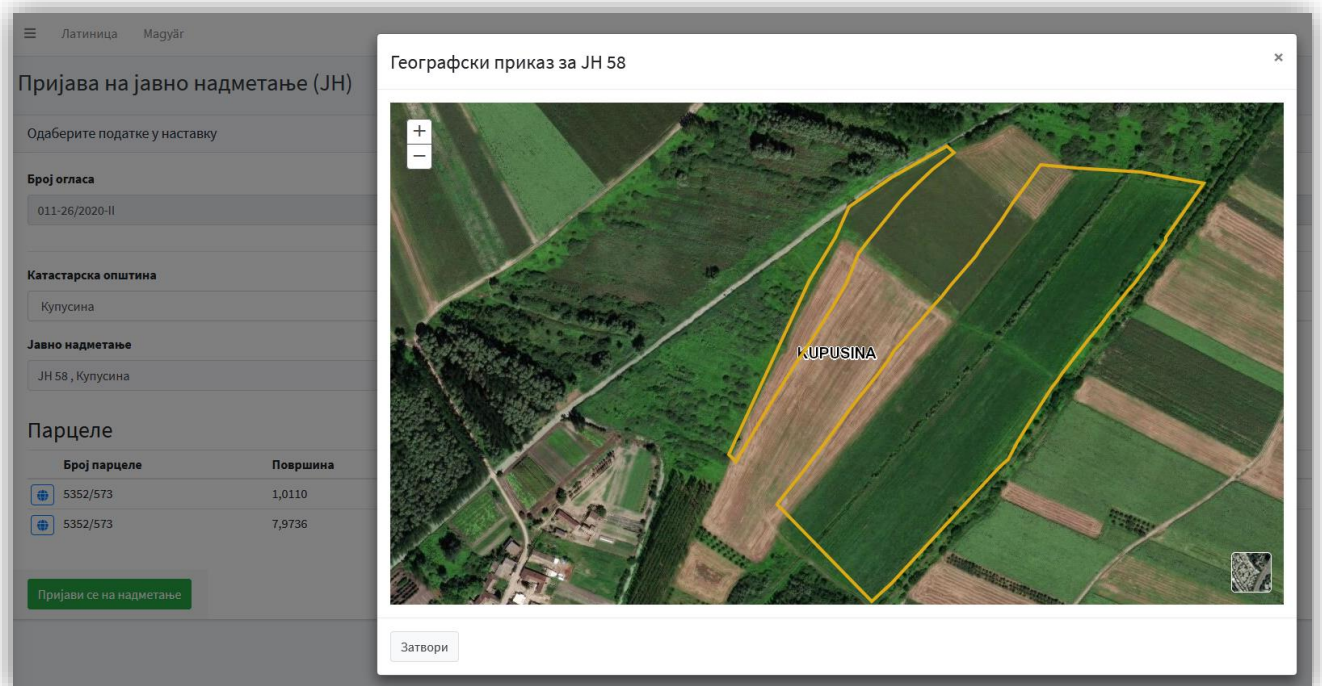 Латиница Magyăr
Пријава на јавно надметање (ЈН)
Одаберите податке у наставку
Број огласа
011-26/2020-II
Катастарска општина
Купусина
Јавно надметање
ЈН 58 , Купусина
Парцеле
Број парцеле Површина
5352/573 1,0110
5352/573 7,9736
Пријави се на надметање
Географски приказ за ЈН 58
×
+
−
KUPUSINA
Затвори